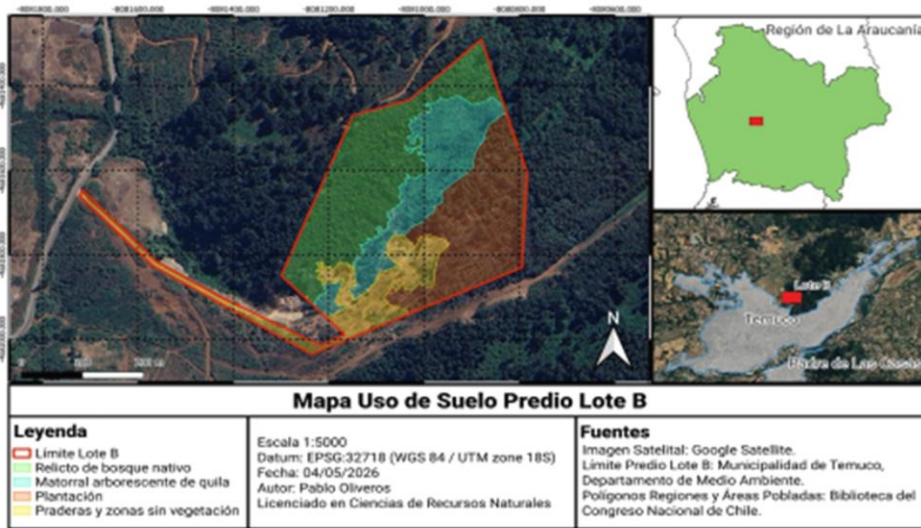 Región de La Araucanía
Lote B
Temuco
Padre de Las Casas
N
Mapa Uso de Suelo Predio Lote B
Leyenda
Límite Lote B
Relicto de bosque nativo
Matorral arborescente de quila
Plantación
Praderas y zonas sin vegetación
Escala 1:5000
Datum: EPSG:32718 (WGS 84 / UTM zone 18S)
Fecha: 04/05/2026
Autor: Pablo Oliveros
Licenciado en Ciencias de Recursos Naturales
Fuentes
Imagen Satelital: Google Satellite.
Límite Predio Lote B: Municipalidad de Temuco,
Departamento de Medio Ambiente.
Polígonos Regiones y Áreas Pobladas: Biblioteca del
Congreso Nacional de Chile.